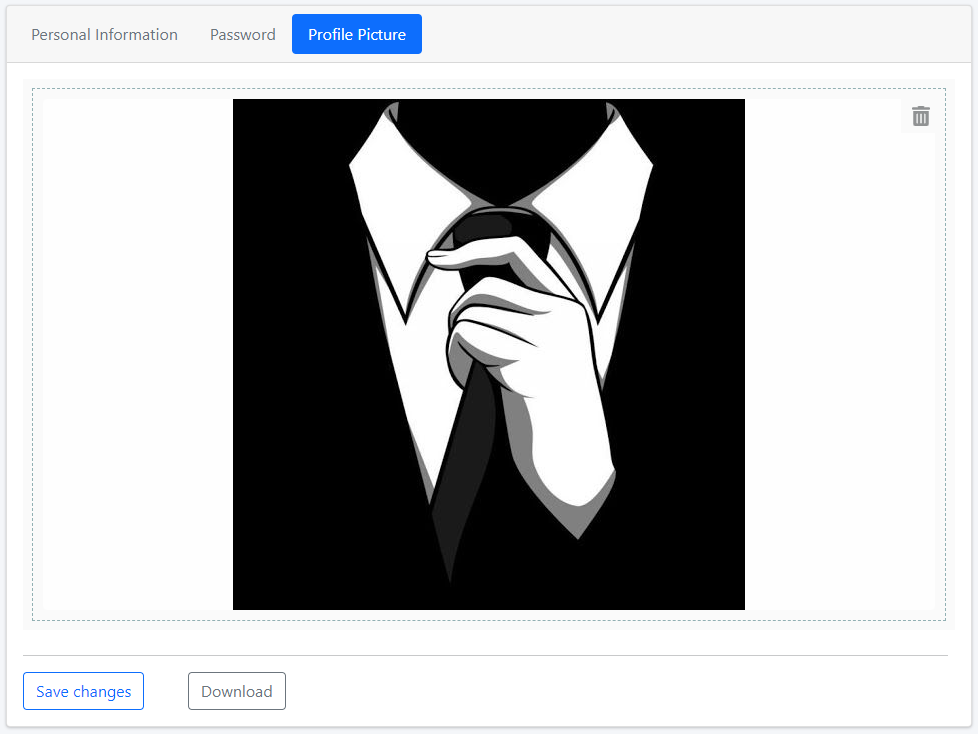 Personal Information Password Profile Picture
Save changes Download